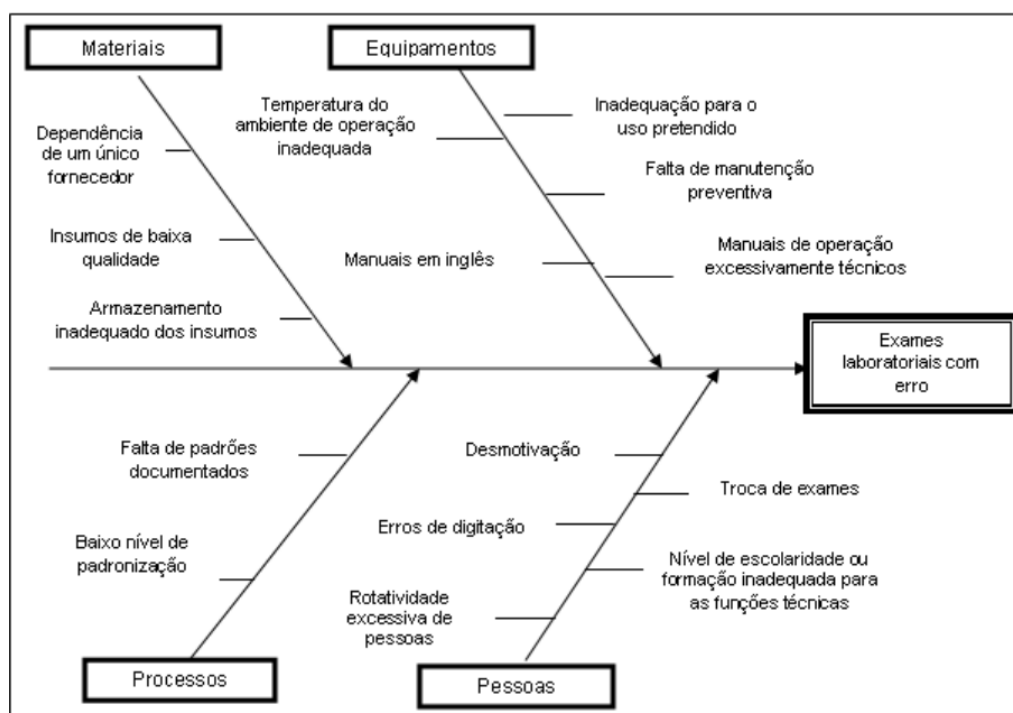 Materiais
Equipamentos
Dependência
de um único
fornecedor
Insumos de baixa
qualidade
Armazenamento
inadequado dos insumos
Temperatura do
ambiente de operação
inadequada
Manuais em inglês
Inadequação para o
uso pretendido
Falta de manutenção
preventiva
Manuais de operação
excessivamente técnicos
Exames
laboratoriais com
erro
Falta de padrões
documentados
Baixo nível de
padronização
Desmotivação
Erros de digitação
Rotatividade
excessiva de
pessoas
Troca de exames
Nível de escolaridade ou
formação inadequada para
as funções técnicas
Processos
Pessoas